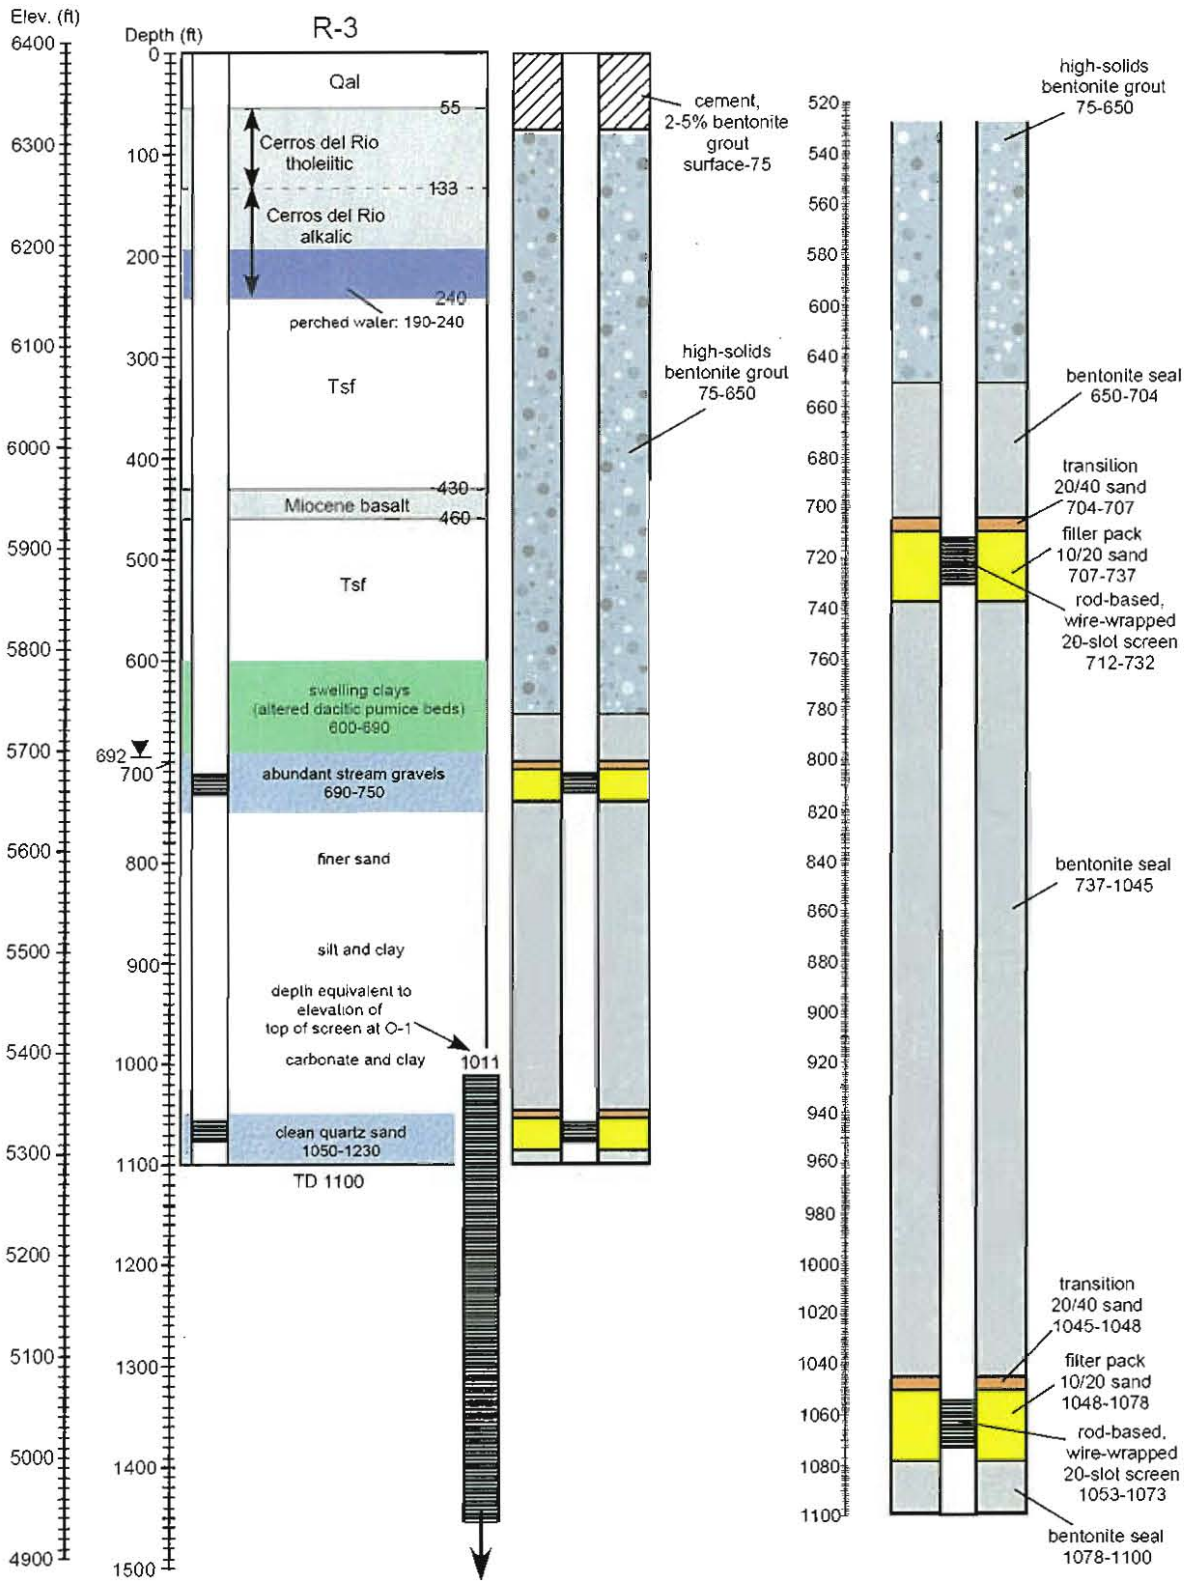 Elev. (ft)
6400
6300
6200
6100
6000
5900
5800
5700
5600
5500
5400
5300
5200
5100
5000
4900
Depth (ft)
0
100
200
300
400
500
600
692
700
800
900
1000
1100
1200
1300
1400
1500
R-3
Qal
55
Cerros del Rio
tholeiitic
133
Cerros del Rio
alkalic
240
perched water: 190-240
Tsf
430
Miocene basalt
460
Tsf
swelling clays
(altered dacitic pumice beds)
600-690
abundant stream gravels
690-750
finer sand
silt and clay
depth equivalent to
elevation of
top of screen at O-1
1011
carbonate and clay
clean quartz sand
1050-1230
TD 1100
cement,
2-5% bentonite
grout
surface-75
high-solids
bentonite grout
75-650
520
540
560
580
600
620
640
660
680
700
720
740
760
780
800
820
840
860
880
900
920
940
960
980
1000
1020
1040
1060
1080
1100
high-solids
bentonite grout
75-650
bentonite seal
650-704
transition
20/40 sand
704-707
filter pack
10/20 sand
707-737
rod-based,
wire-wrapped
20-slot screen
712-732
bentonite seal
737-1045
transition
20/40 sand
1045-1048
filter pack
10/20 sand
1048-1078
rod-based,
wire-wrapped
20-slot screen
1053-1073
bentonite seal
1078-1100